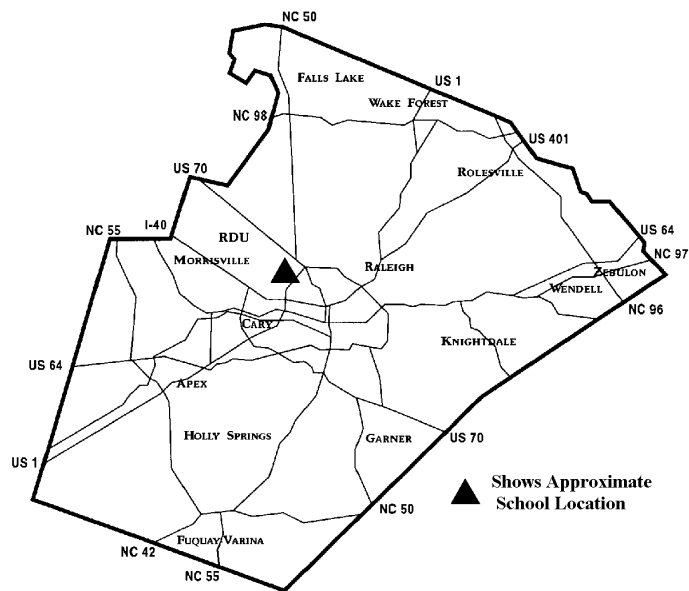 NC 50
FALLS LAKE
US 1
WAKE FOREST
NC 98
US 401
US 70
ROLESVILLE
NC 55
I-40
RDU
US 64
MORRISVILLE
RALEIGH
NC 97
ZEBULON
WENDELL
NC 96
CARY
KNIGHTDALE
US 64
APEX
HOLLY SPRINGS
GARNER
US 70
US 1
Shows Approximate
School Location
NC 50
FUQUAY-VARINA
NC 42
NC 55